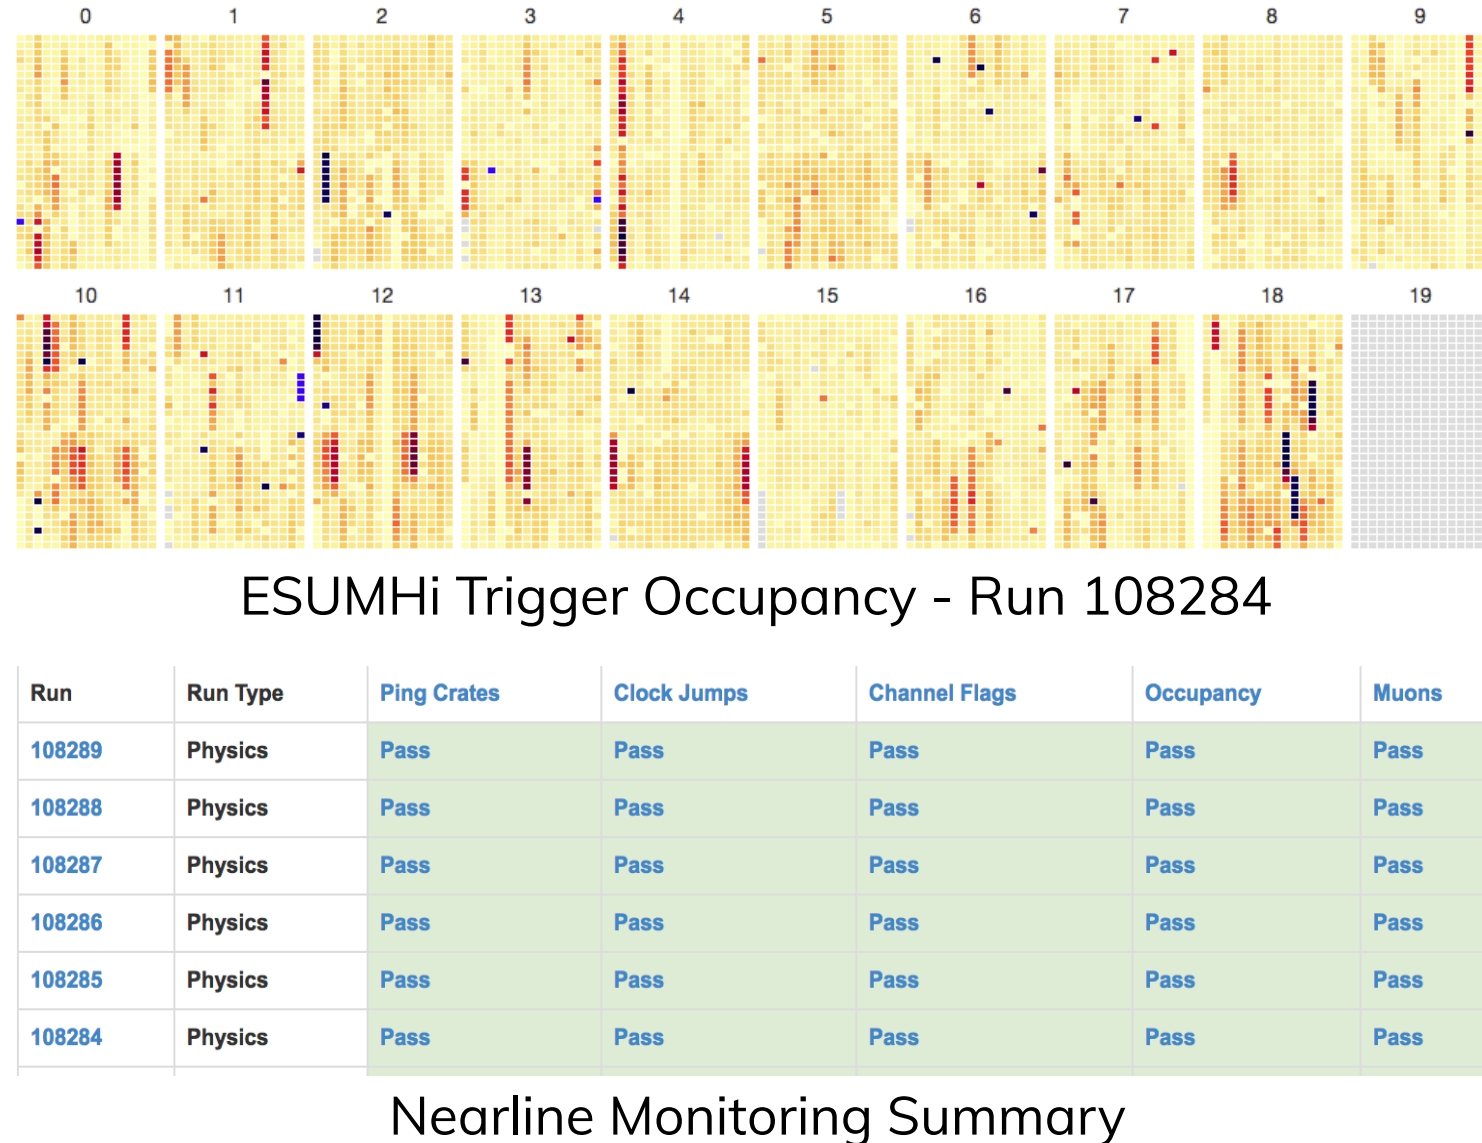 0 1 2 3 4 5 6 7 8 9
10 11 12 13 14 15 16 17 18 19
ESUMHi Trigger Occupancy - Run 108284
Run Run Type Ping Crates Clock Jumps Channel Flags Occupancy Muons
108289 Physics Pass Pass Pass Pass Pass
108288 Physics Pass Pass Pass Pass Pass
108287 Physics Pass Pass Pass Pass Pass
108286 Physics Pass Pass Pass Pass Pass
108285 Physics Pass Pass Pass Pass Pass
108284 Physics Pass Pass Pass Pass Pass
Nearline Monitoring Summary